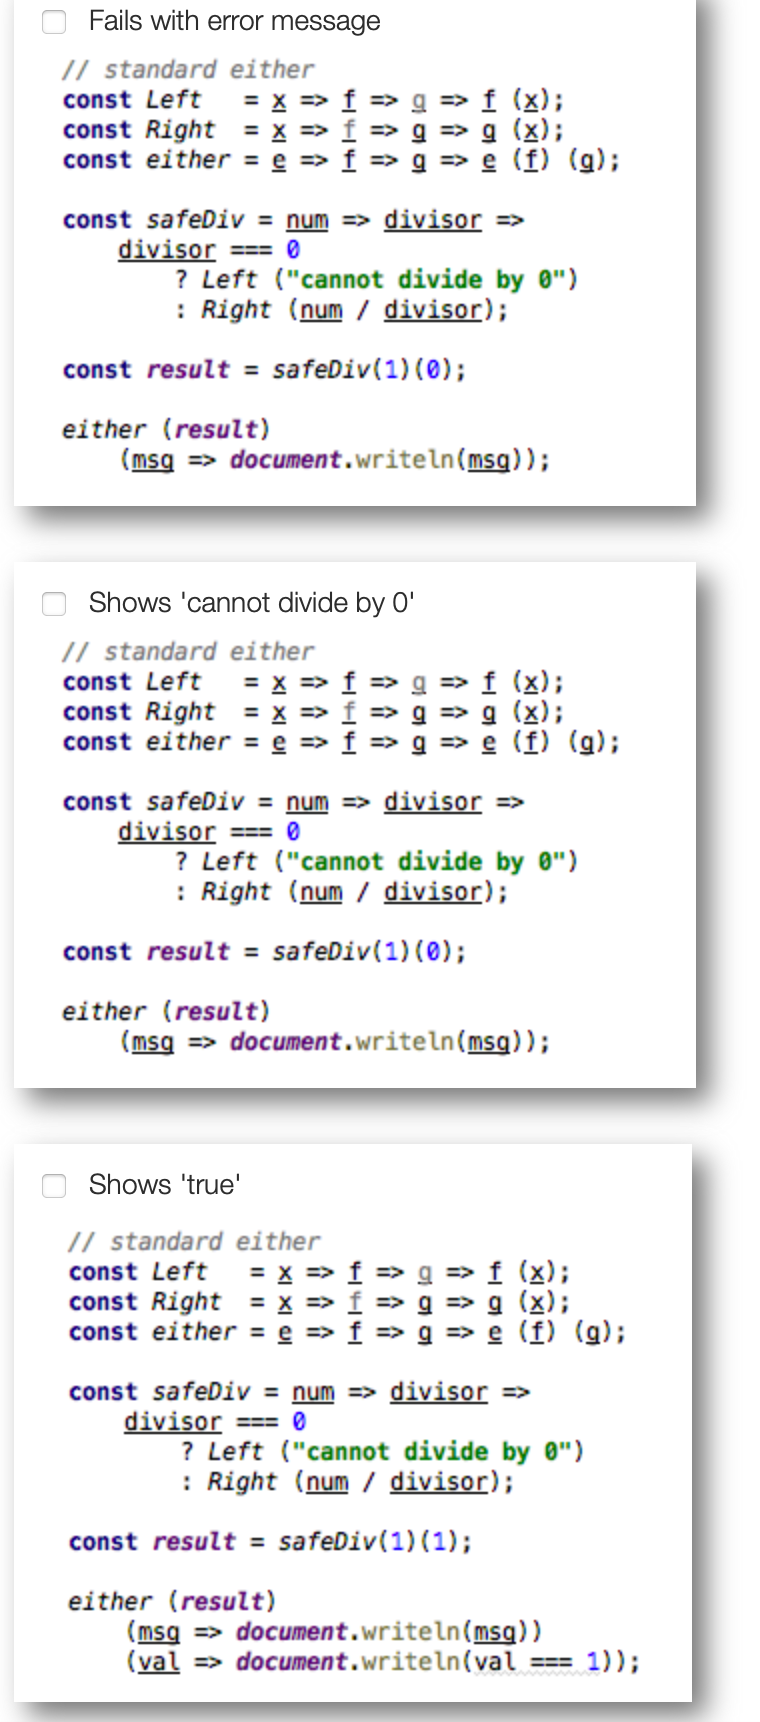 Fails with error message
// standard either
const Left   = x => f => g => f (x);
const Right  = x => f => g => g (x);
const either = e => f => g => e (f) (g);
const safeDiv = num => divisor =>
    divisor === 0
        ? Left ("cannot divide by 0")
        : Right (num / divisor);
const result = safeDiv(1)(0);
either (result)
    (msg => document.writeln(msg));
Shows 'cannot divide by 0'
// standard either
const Left   = x => f => g => f (x);
const Right  = x => f => g => g (x);
const either = e => f => g => e (f) (g);
const safeDiv = num => divisor =>
    divisor === 0
        ? Left ("cannot divide by 0")
        : Right (num / divisor);
const result = safeDiv(1)(0);
either (result)
    (msg => document.writeln(msg));
Shows 'true'
// standard either
const Left   = x => f => g => f (x);
const Right  = x => f => g => g (x);
const either = e => f => g => e (f) (g);
const safeDiv = num => divisor =>
    divisor === 0
        ? Left ("cannot divide by 0")
        : Right (num / divisor);
const result = safeDiv(1)(1);
either (result)
    (msg => document.writeln(msg))
    (val => document.writeln(val === 1));